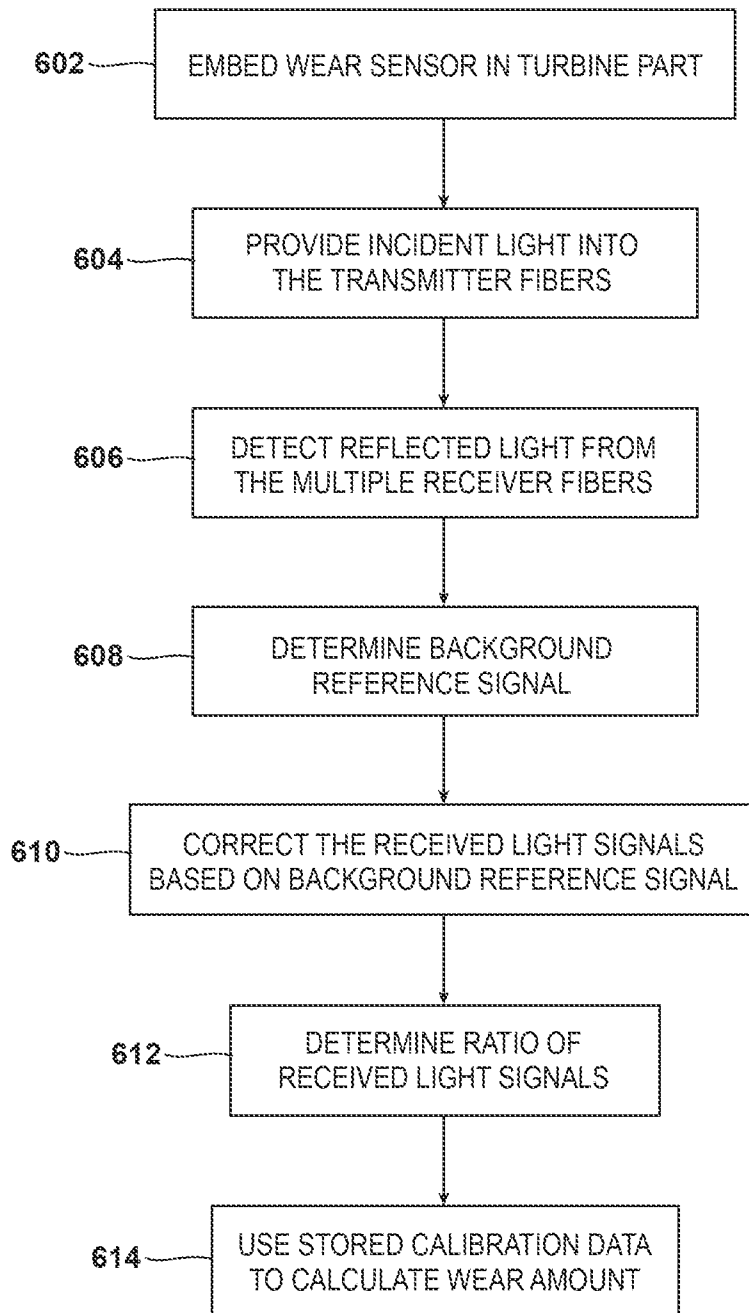 602
EMBED WEAR SENSOR IN TURBINE PART
604
PROVIDE INCIDENT LIGHT INTO
THE TRANSMITTER FIBERS
606
DETECT REFLECTED LIGHT FROM
THE MULTIPLE RECEIVER FIBERS
608
DETERMINE BACKGROUND
REFERENCE SIGNAL
610
CORRECT THE RECEIVED LIGHT SIGNALS
BASED ON BACKGROUND REFERENCE SIGNAL
612
DETERMINE RATIO OF
RECEIVED LIGHT SIGNALS
614
USE STORED CALIBRATION DATA
TO CALCULATE WEAR AMOUNT